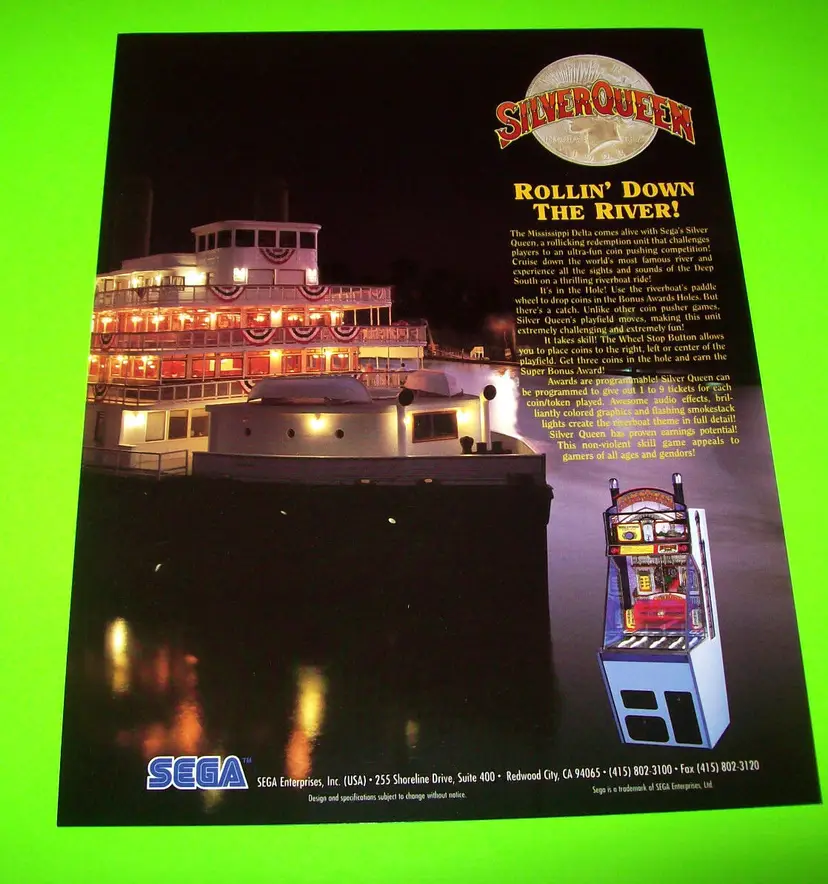 SILVER QUEEN
ROLLIN' DOWN
THE RIVER!
The Mississippi Delta comes alive with Sega's Silver
Queen, a rollicking redemption unit that challenges
players to an ultra-fun coin pushing competition!
Cruise down the world's most famous river and
experience all the sights and sounds of the Deep
South on a thrilling riverboat ride!
It's in the Hole! Use the riverboat's paddle
wheel to drop coins in the Bonus Awards Holes. But
there's a catch. Unlike other coin pusher games,
Silver Queen's playfield moves, making this unit
extremely challenging and extremely fun!
It takes skill! The Wheel Stop Button allows
you to place coins to the right, left or center of the
playfield. Get three coins in the hole and earn the
Super Bonus Award!
Awards are programmable! Silver Queen can
be programmed to give out 1 to 9 tickets for each
coin/token played. Awesome audio effects, bril-
liantly colored graphics and flashing smokestack
lights create the riverboat theme in full detail!
Silver Queen has proven earnings potential!
This non-violent skill game appeals to
gamers of all ages and gendors!
SEGA™ SEGA Enterprises, Inc. (USA) • 255 Shoreline Drive, Suite 400 • Redwood City, CA 94065 • (415) 802-3100 • Fax (415) 802-3120
Design and specifications subject to change without notice. Sega is a trademark of SEGA Enterprises, Ltd.